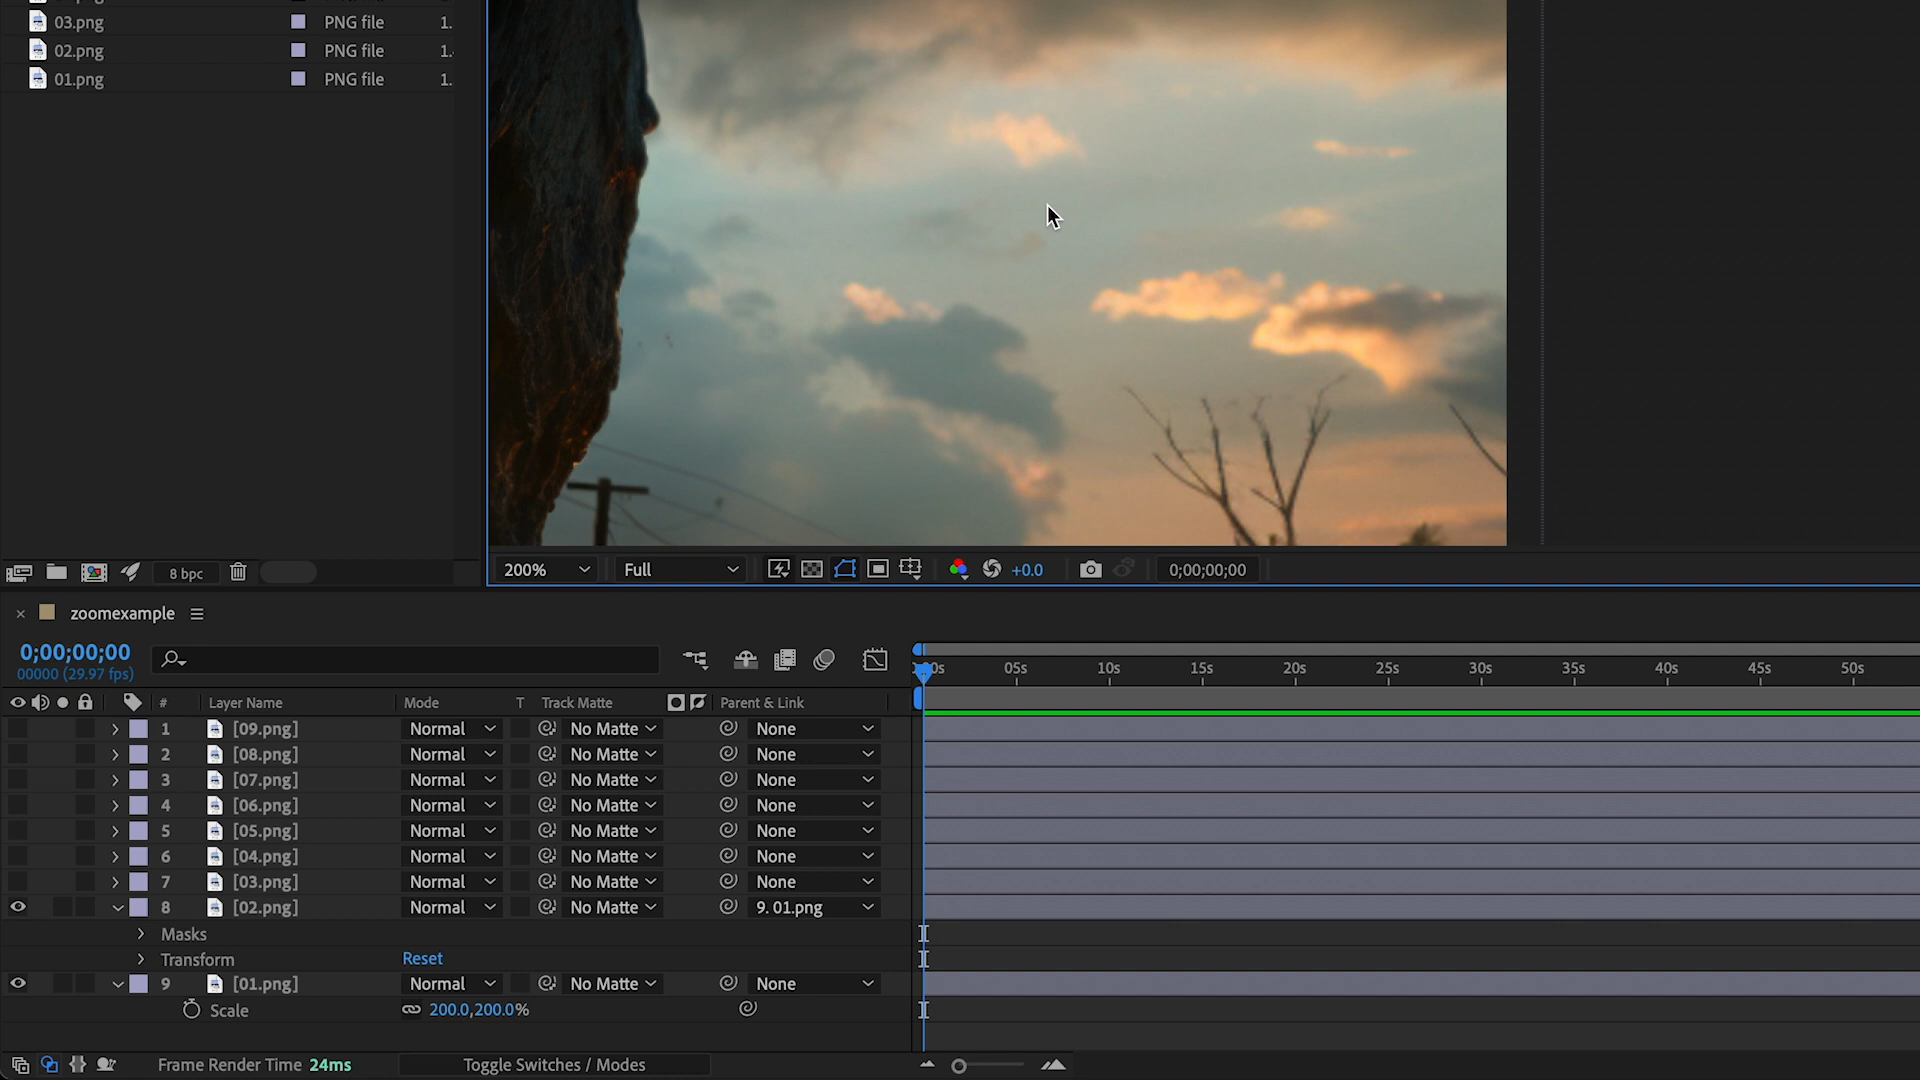 03.png PNG file 1.
02.png PNG file 1.
01.png PNG file 1.
8 bpc
200% Full +0.0 0;00;00;00
zoomexample
0;00;00;00
00000 (29.97 fps)
05s 10s 15s 20s 25s 30s 35s 40s 45s 50s
# Layer Name Mode T Track Matte Parent & Link
1 [09.png] Normal No Matte None
2 [08.png] Normal No Matte None
3 [07.png] Normal No Matte None
4 [06.png] Normal No Matte None
5 [05.png] Normal No Matte None
6 [04.png] Normal No Matte None
7 [03.png] Normal No Matte None
8 [02.png] Normal No Matte 9. 01.png
Masks
Transform Reset
9 [01.png] Normal No Matte None
Scale 200.0,200.0%
Frame Render Time 24ms Toggle Switches / Modes